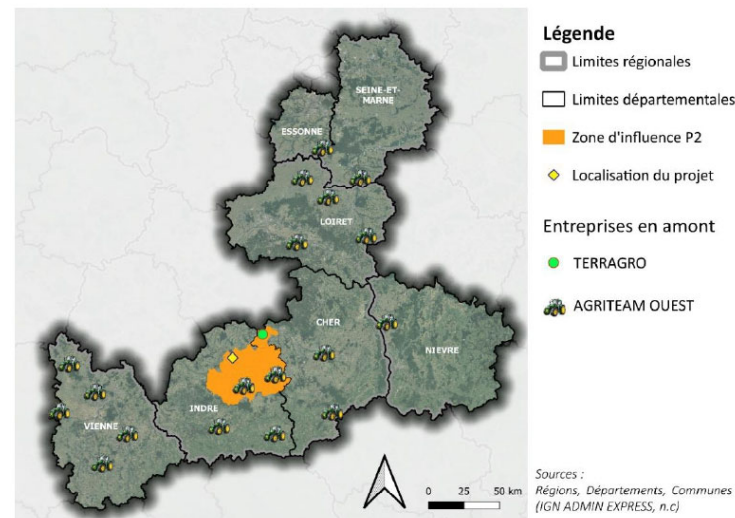 SEINE-ET-
MARNE
ESSONNE
LOIRET
CHER
NIEVRE
INDRE
VIENNE
0 25 50 km
Légende
Limites régionales
Limites départementales
Zone d'influence P2
Localisation du projet
Entreprises en amont
TERRAGRO
AGRITEAM OUEST
Sources :
Régions, Départements, Communes
(IGN ADMIN EXPRESS, n.c)